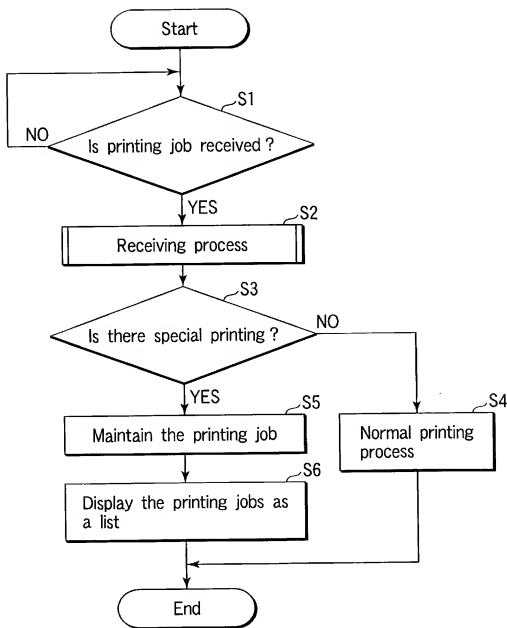 Start
S1
NO
Is printing job received?
YES
S2
Receiving process
S3
Is there special printing?
NO
YES
S5
Maintain the printing job
S4
Normal printing
process
S6
Display the printing jobs as
a list
End